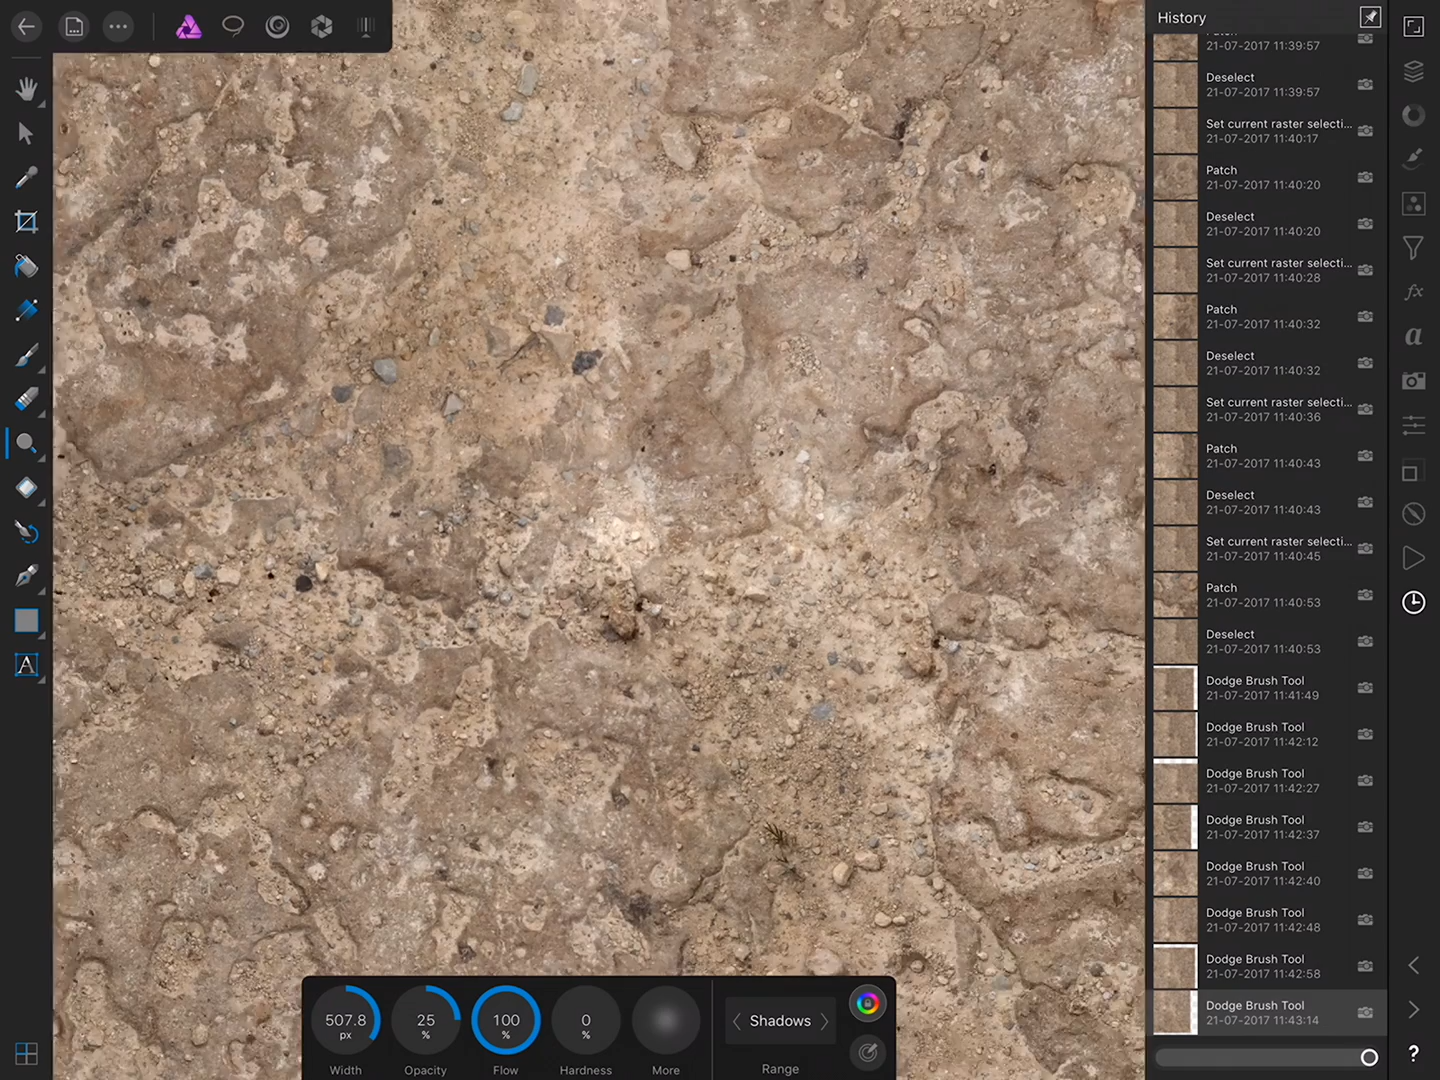 History
Patch
21-07-2017 11:39:57
Deselect
21-07-2017 11:39:57
Set current raster selecti...
21-07-2017 11:40:17
Patch
21-07-2017 11:40:20
Deselect
21-07-2017 11:40:20
Set current raster selecti...
21-07-2017 11:40:28
Patch
21-07-2017 11:40:32
Deselect
21-07-2017 11:40:32
Set current raster selecti...
21-07-2017 11:40:36
Patch
21-07-2017 11:40:43
Deselect
21-07-2017 11:40:43
Set current raster selecti...
21-07-2017 11:40:45
Patch
21-07-2017 11:40:53
Deselect
21-07-2017 11:40:53
Dodge Brush Tool
21-07-2017 11:41:49
Dodge Brush Tool
21-07-2017 11:42:12
Dodge Brush Tool
21-07-2017 11:42:27
Dodge Brush Tool
21-07-2017 11:42:37
Dodge Brush Tool
21-07-2017 11:42:40
Dodge Brush Tool
21-07-2017 11:42:48
Dodge Brush Tool
21-07-2017 11:42:58
Dodge Brush Tool
21-07-2017 11:43:14
fx
a
?
A
507.8 px
Width
25 %
Opacity
100 %
Flow
0 %
Hardness
More
Shadows
Range